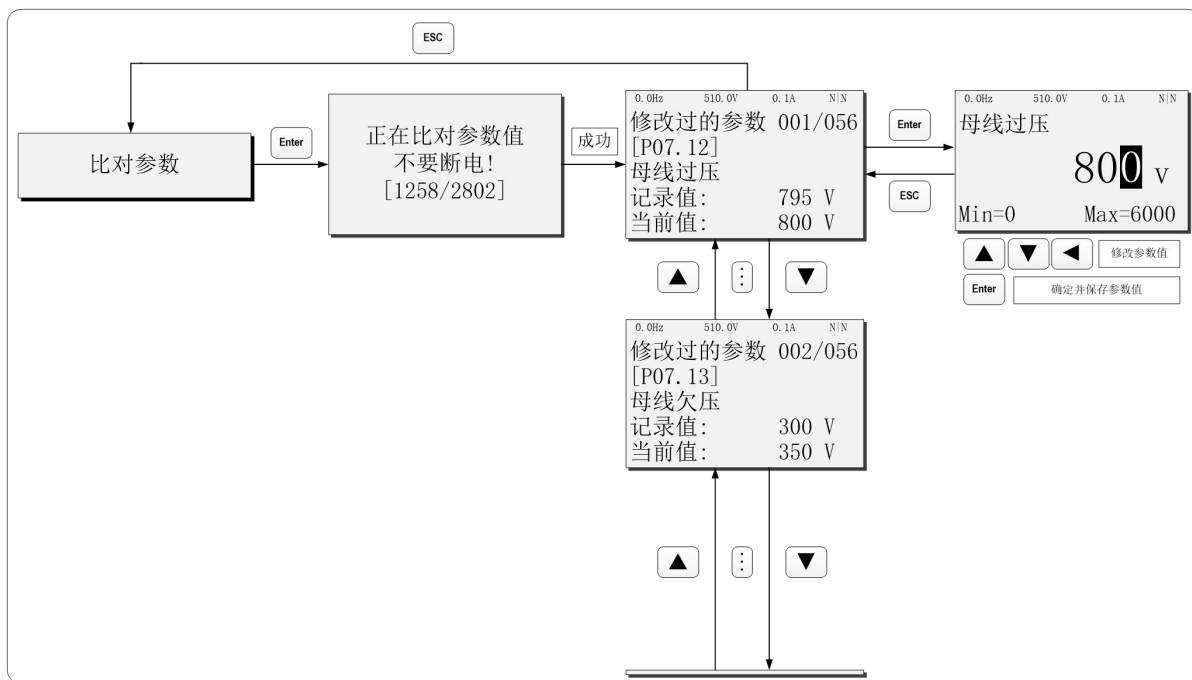 ESC
比对参数
Enter
正在比对参数值
不要断电!
[1258/2802]
成功
0.0Hz 510.0V 0.1A N|N
修改过的参数 001/056
[P07.12]
母线过压
记录值: 795 V
当前值: 800 V
Enter
ESC
0.0Hz 510.0V 0.1A N|N
母线过压
800 V
Min=0 Max=6000
▲ ▼ ◀ 修改参数值
Enter 确定并保存参数值
▲ ⋮ ▼
0.0Hz 510.0V 0.1A N|N
修改过的参数 002/056
[P07.13]
母线欠压
记录值: 300 V
当前值: 350 V
▲ ⋮ ▼